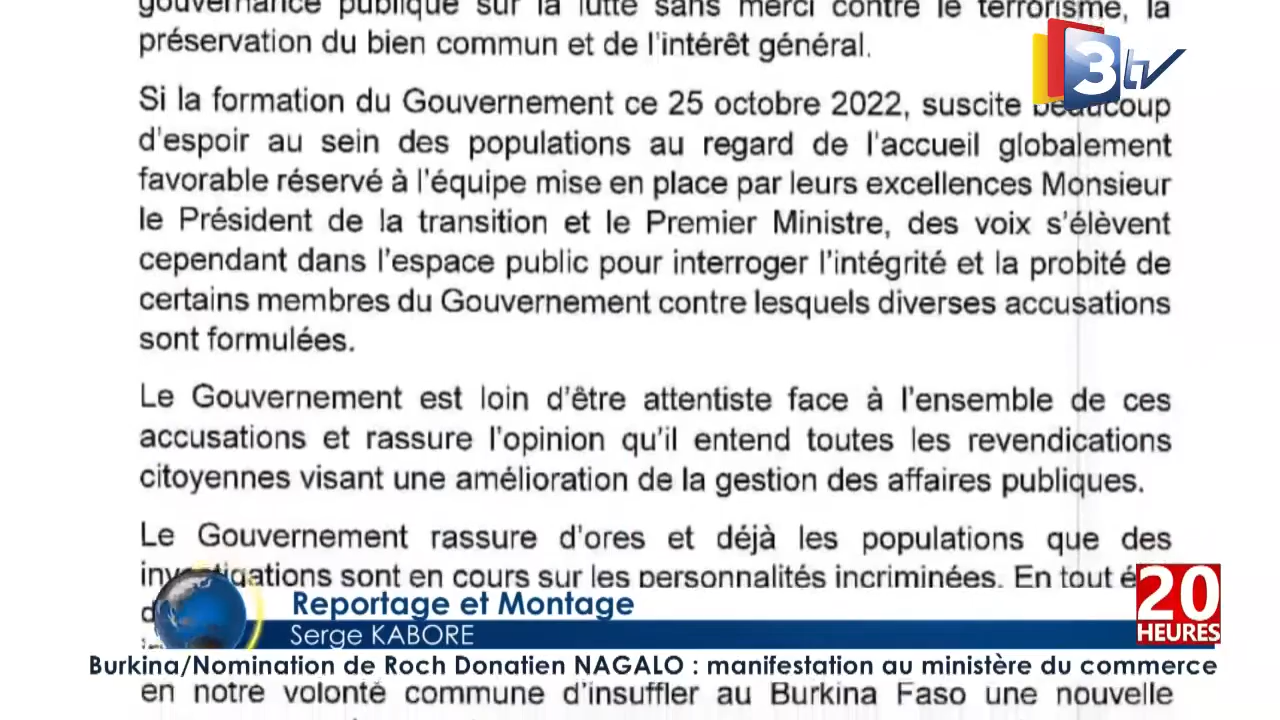 gouvernance publique sur la lutte sans merci contre le terrorisme, la
préservation du bien commun et de l'intérêt général.
3tv
Si la formation du Gouvernement ce 25 octobre 2022, suscite beaucoup
d'espoir au sein des populations au regard de l'accueil globalement
favorable réservé à l'équipe mise en place par leurs excellences Monsieur
le Président de la transition et le Premier Ministre, des voix s'élèvent
cependant dans l'espace public pour interroger l'intégrité et la probité de
certains membres du Gouvernement contre lesquels diverses accusations
sont formulées.
Le Gouvernement est loin d'être attentiste face à l'ensemble de ces
accusations et rassure l'opinion qu'il entend toutes les revendications
citoyennes visant une amélioration de la gestion des affaires publiques.
Le Gouvernement rassure d'ores et déjà les populations que des
investigations sont en cours sur les personnalités incriminées. En tout
Reportage et Montage
Serge KABORE
20
HEURES
Burkina/Nomination de Roch Donatien NAGALO : manifestation au ministère du commerce
en notre volonté commune d'insuffler au Burkina Faso une nouvelle